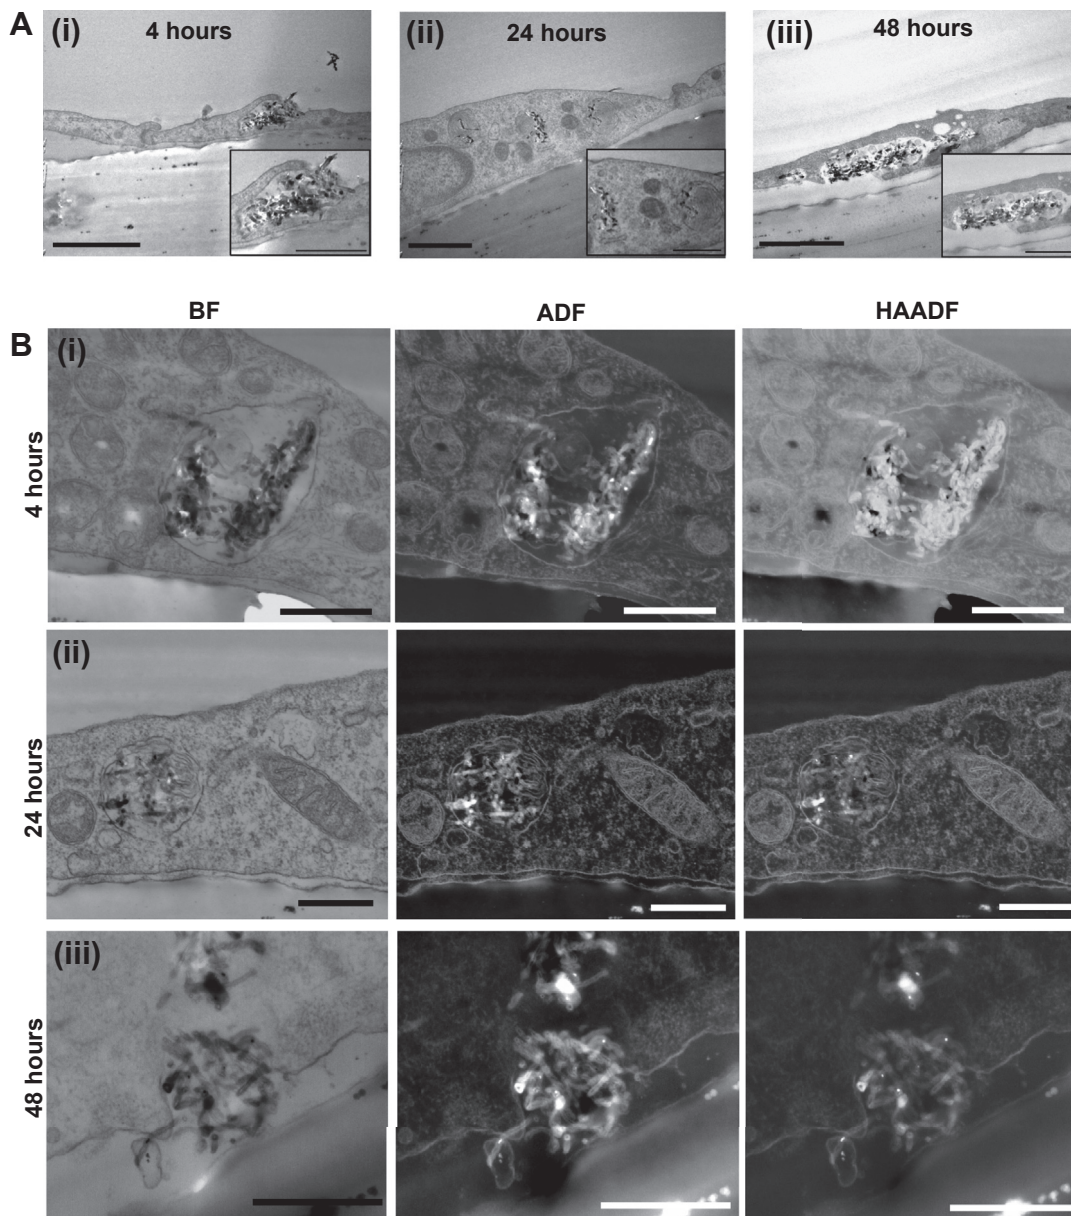 A
(i)
4 hours
(ii)
24 hours
(iii)
48 hours
BF
ADF
HAADF
B
(i)
4 hours
(ii)
24 hours
(iii)
48 hours